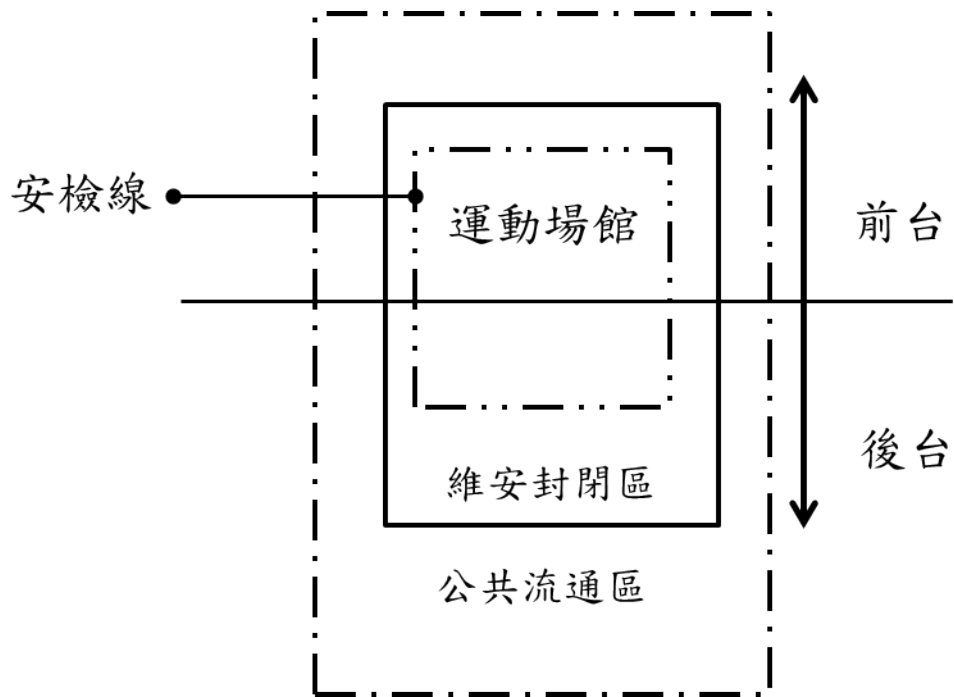 安檢線
運動場館
前台
後台
維安封閉區
公共流通區